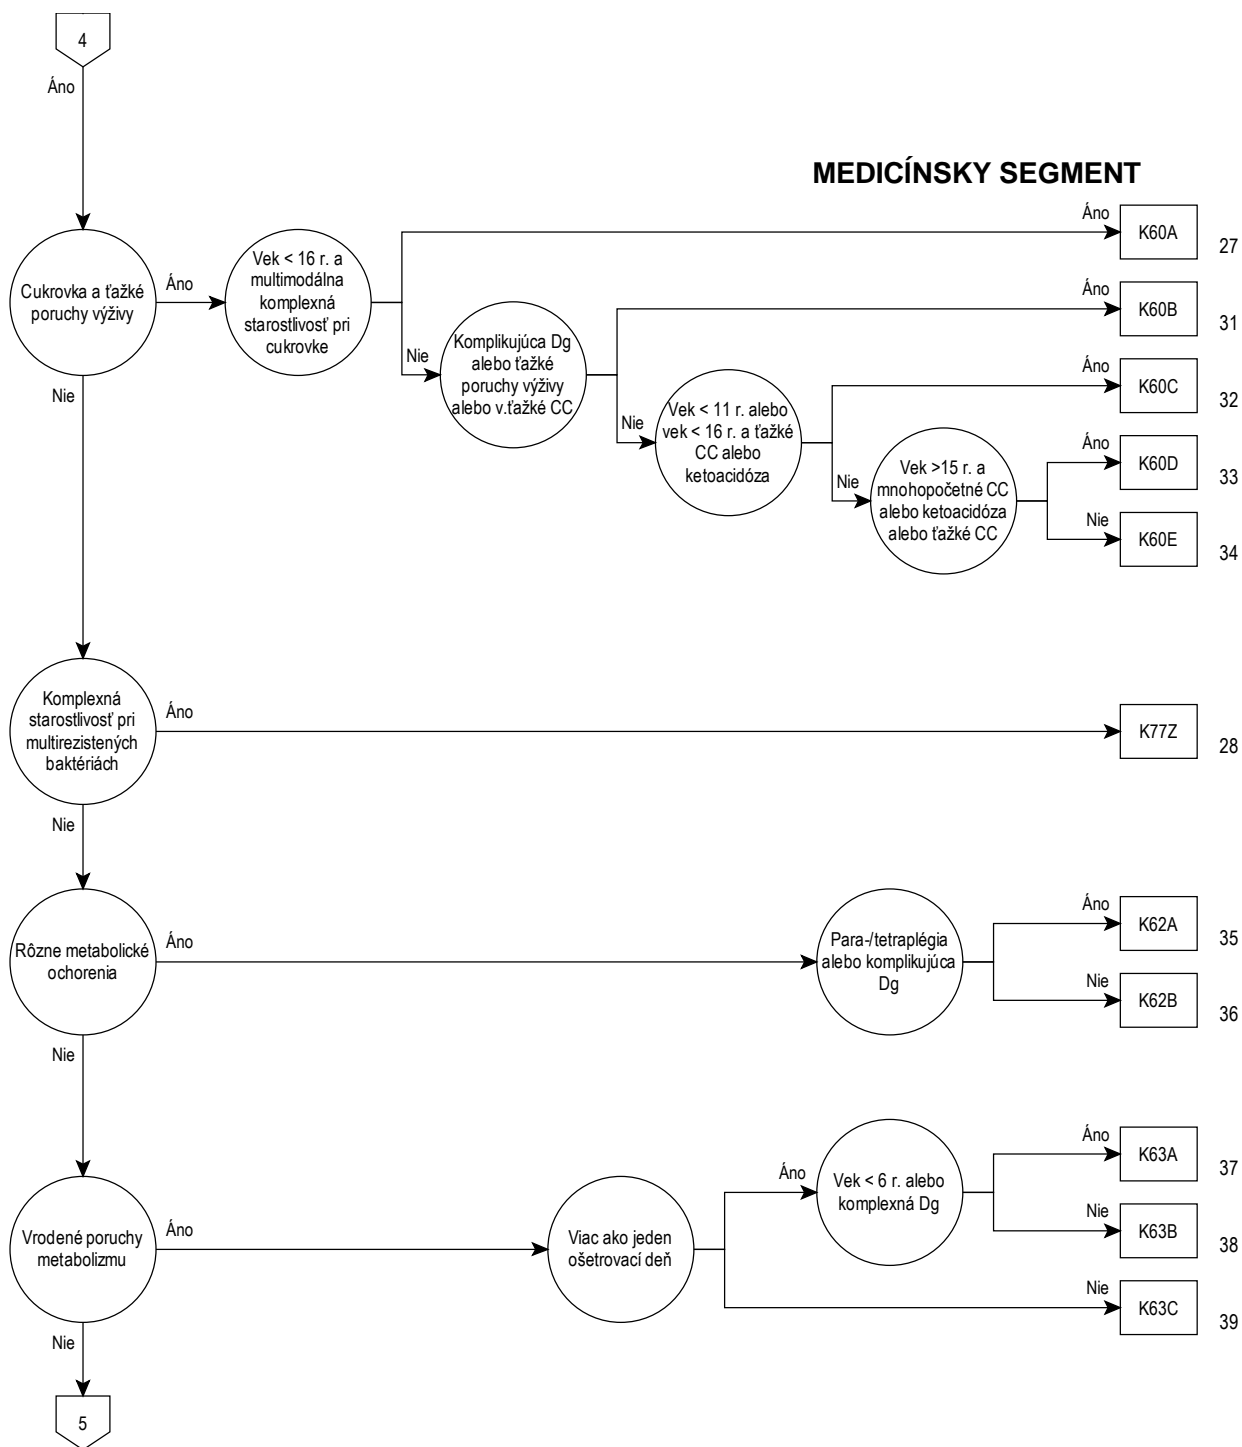 4
Áno
MEDICÍNSKY SEGMENT
Cukrovka a ťažké
poruchy výživy
Áno
Vek < 16 r. a
multimodálna
komplexná
starostlivosť pri
cukrovke
Áno
K60A
27
Nie
Komplikujúca Dg
alebo ťažké
poruchy výživy
alebo v.ťažké CC
Áno
K60B
31
Nie
Vek < 11 r. alebo
vek < 16 r. a ťažké
CC alebo
ketoacidóza
Áno
K60C
32
Nie
Vek >15 r. a
mnohopočetné CC
alebo ketoacidóza
alebo ťažké CC
Áno
K60D
33
Nie
K60E
34
Nie
Komplexná
starostlivosť pri
multirezistených
baktériách
Áno
K77Z
28
Nie
Rôzne metabolické
ochorenia
Áno
Para-/tetraplégia
alebo komplikujúca
Dg
Áno
K62A
35
Nie
K62B
36
Nie
Vrodené poruchy
metabolizmu
Áno
Viac ako jeden
ošetrovací deň
Áno
Vek < 6 r. alebo
komplexná Dg
Áno
K63A
37
Nie
K63B
38
Nie
K63C
39
Nie
5